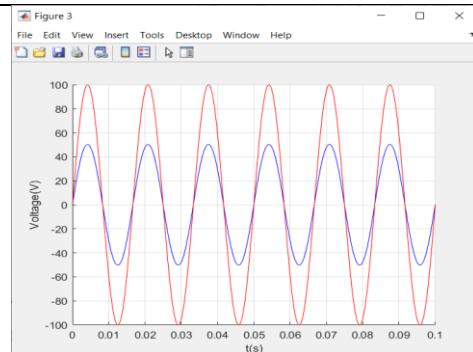 Figure 3
File Edit View Insert Tools Desktop Window Help
100
80
60
40
20
0
-20
-40
-60
-80
-100
Voltage(V)
0 0.01 0.02 0.03 0.04 0.05 0.06 0.07 0.08 0.09 0.1
t(s)